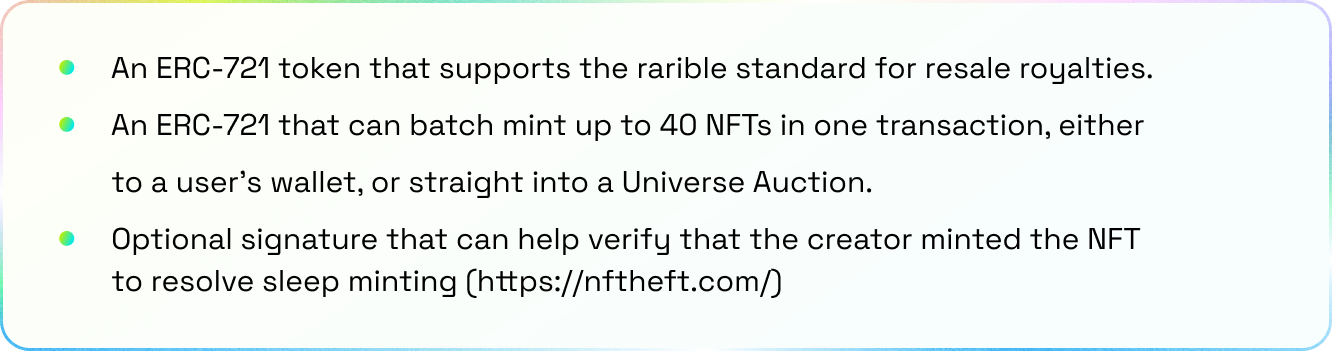 An ERC-721 token that supports the rarible standard for resale royalties.
An ERC-721 that can batch mint up to 40 NFTs in one transaction, either
to a user’s wallet, or straight into a Universe Auction.
Optional signature that can help verify that the creator minted the NFT
to resolve sleep minting (https://nftheft.com/)